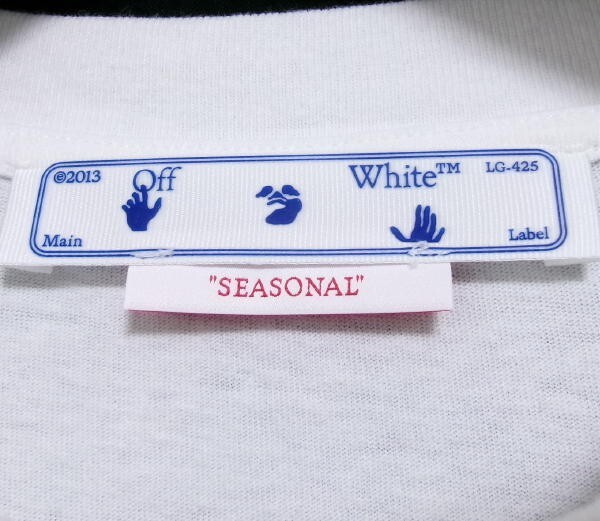 ©2013 Off White™ LG-425
Main Label
"SEASONAL"